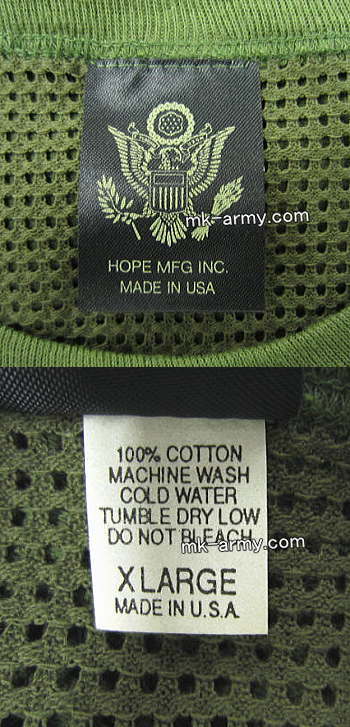 mk-army.com
HOPE MFG INC.
MADE IN USA
100% COTTON
MACHINE WASH
COLD WATER
TUMBLE DRY LOW
DO NOT BLEACH
mk-army.com
XLARGE
MADE IN U.S.A.